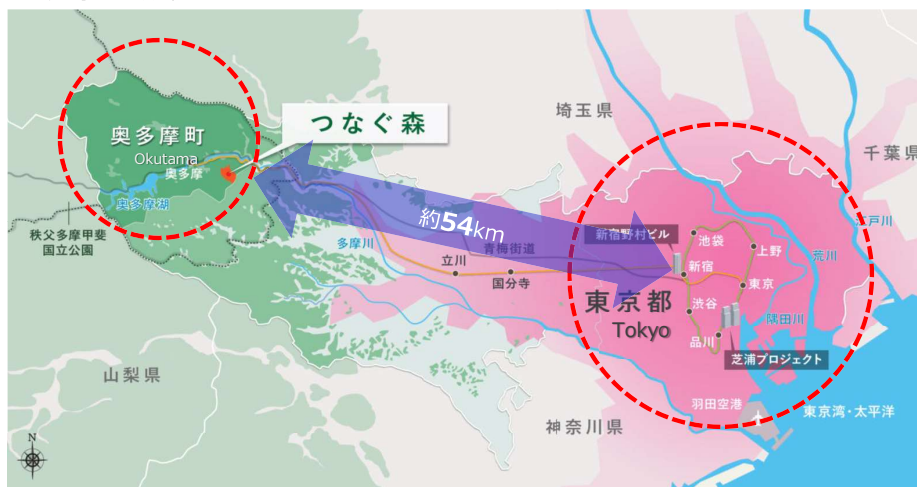 埼玉県
千葉県
つなぐ森
奥多摩町
Okutama
奥多摩
奥多摩湖
秩父多摩甲斐
国立公園
約54km
多摩川
青梅街道
立川
国分寺
新宿野村ビル
池袋
上野
荒川
江戸川
新宿
東京
渋谷
東京都
Tokyo
品川
隅田川
芝浦プロジェクト
山梨県
羽田空港
東京湾・太平洋
神奈川県
N